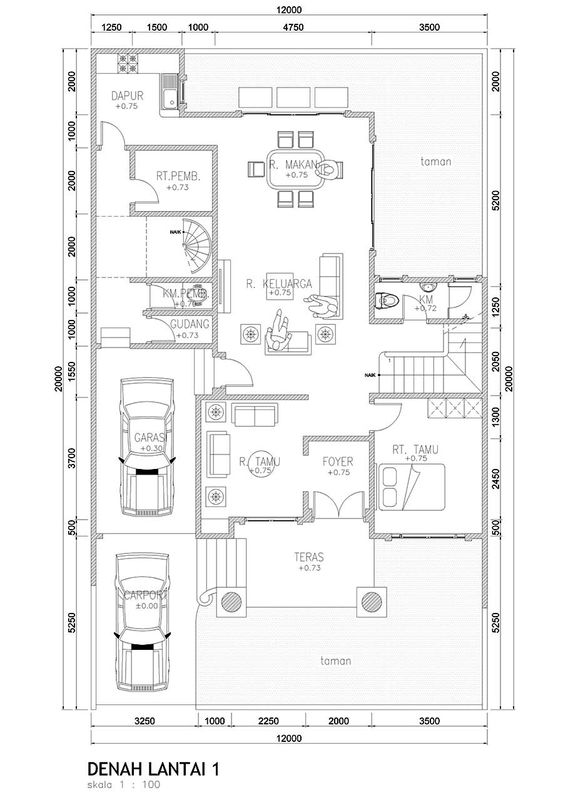 12000
1250 1500 1000 4750 3500
2000
1000
2000
2000
1000
1000
1550
3700
500
5250
20000
DAPUR
+0.75
R. MAKAN
+0.75
taman
RT.PEMB.
+0.73
NAIK
KM.PEMB.
+0.70
GUDANG
+0.73
R. KELUARGA
+0.75
KM
+0.72
NAIK
GARASI
+0.30
R. TAMU
+0.75
FOYER
+0.75
RT. TAMU
+0.75
TERAS
+0.73
CARPORT
±0.00
taman
2000
5200
1250
2050
1300
2450
500
5250
20000
3250 1000 2250 2000 3500
12000
DENAH LANTAI 1
skala 1 : 100